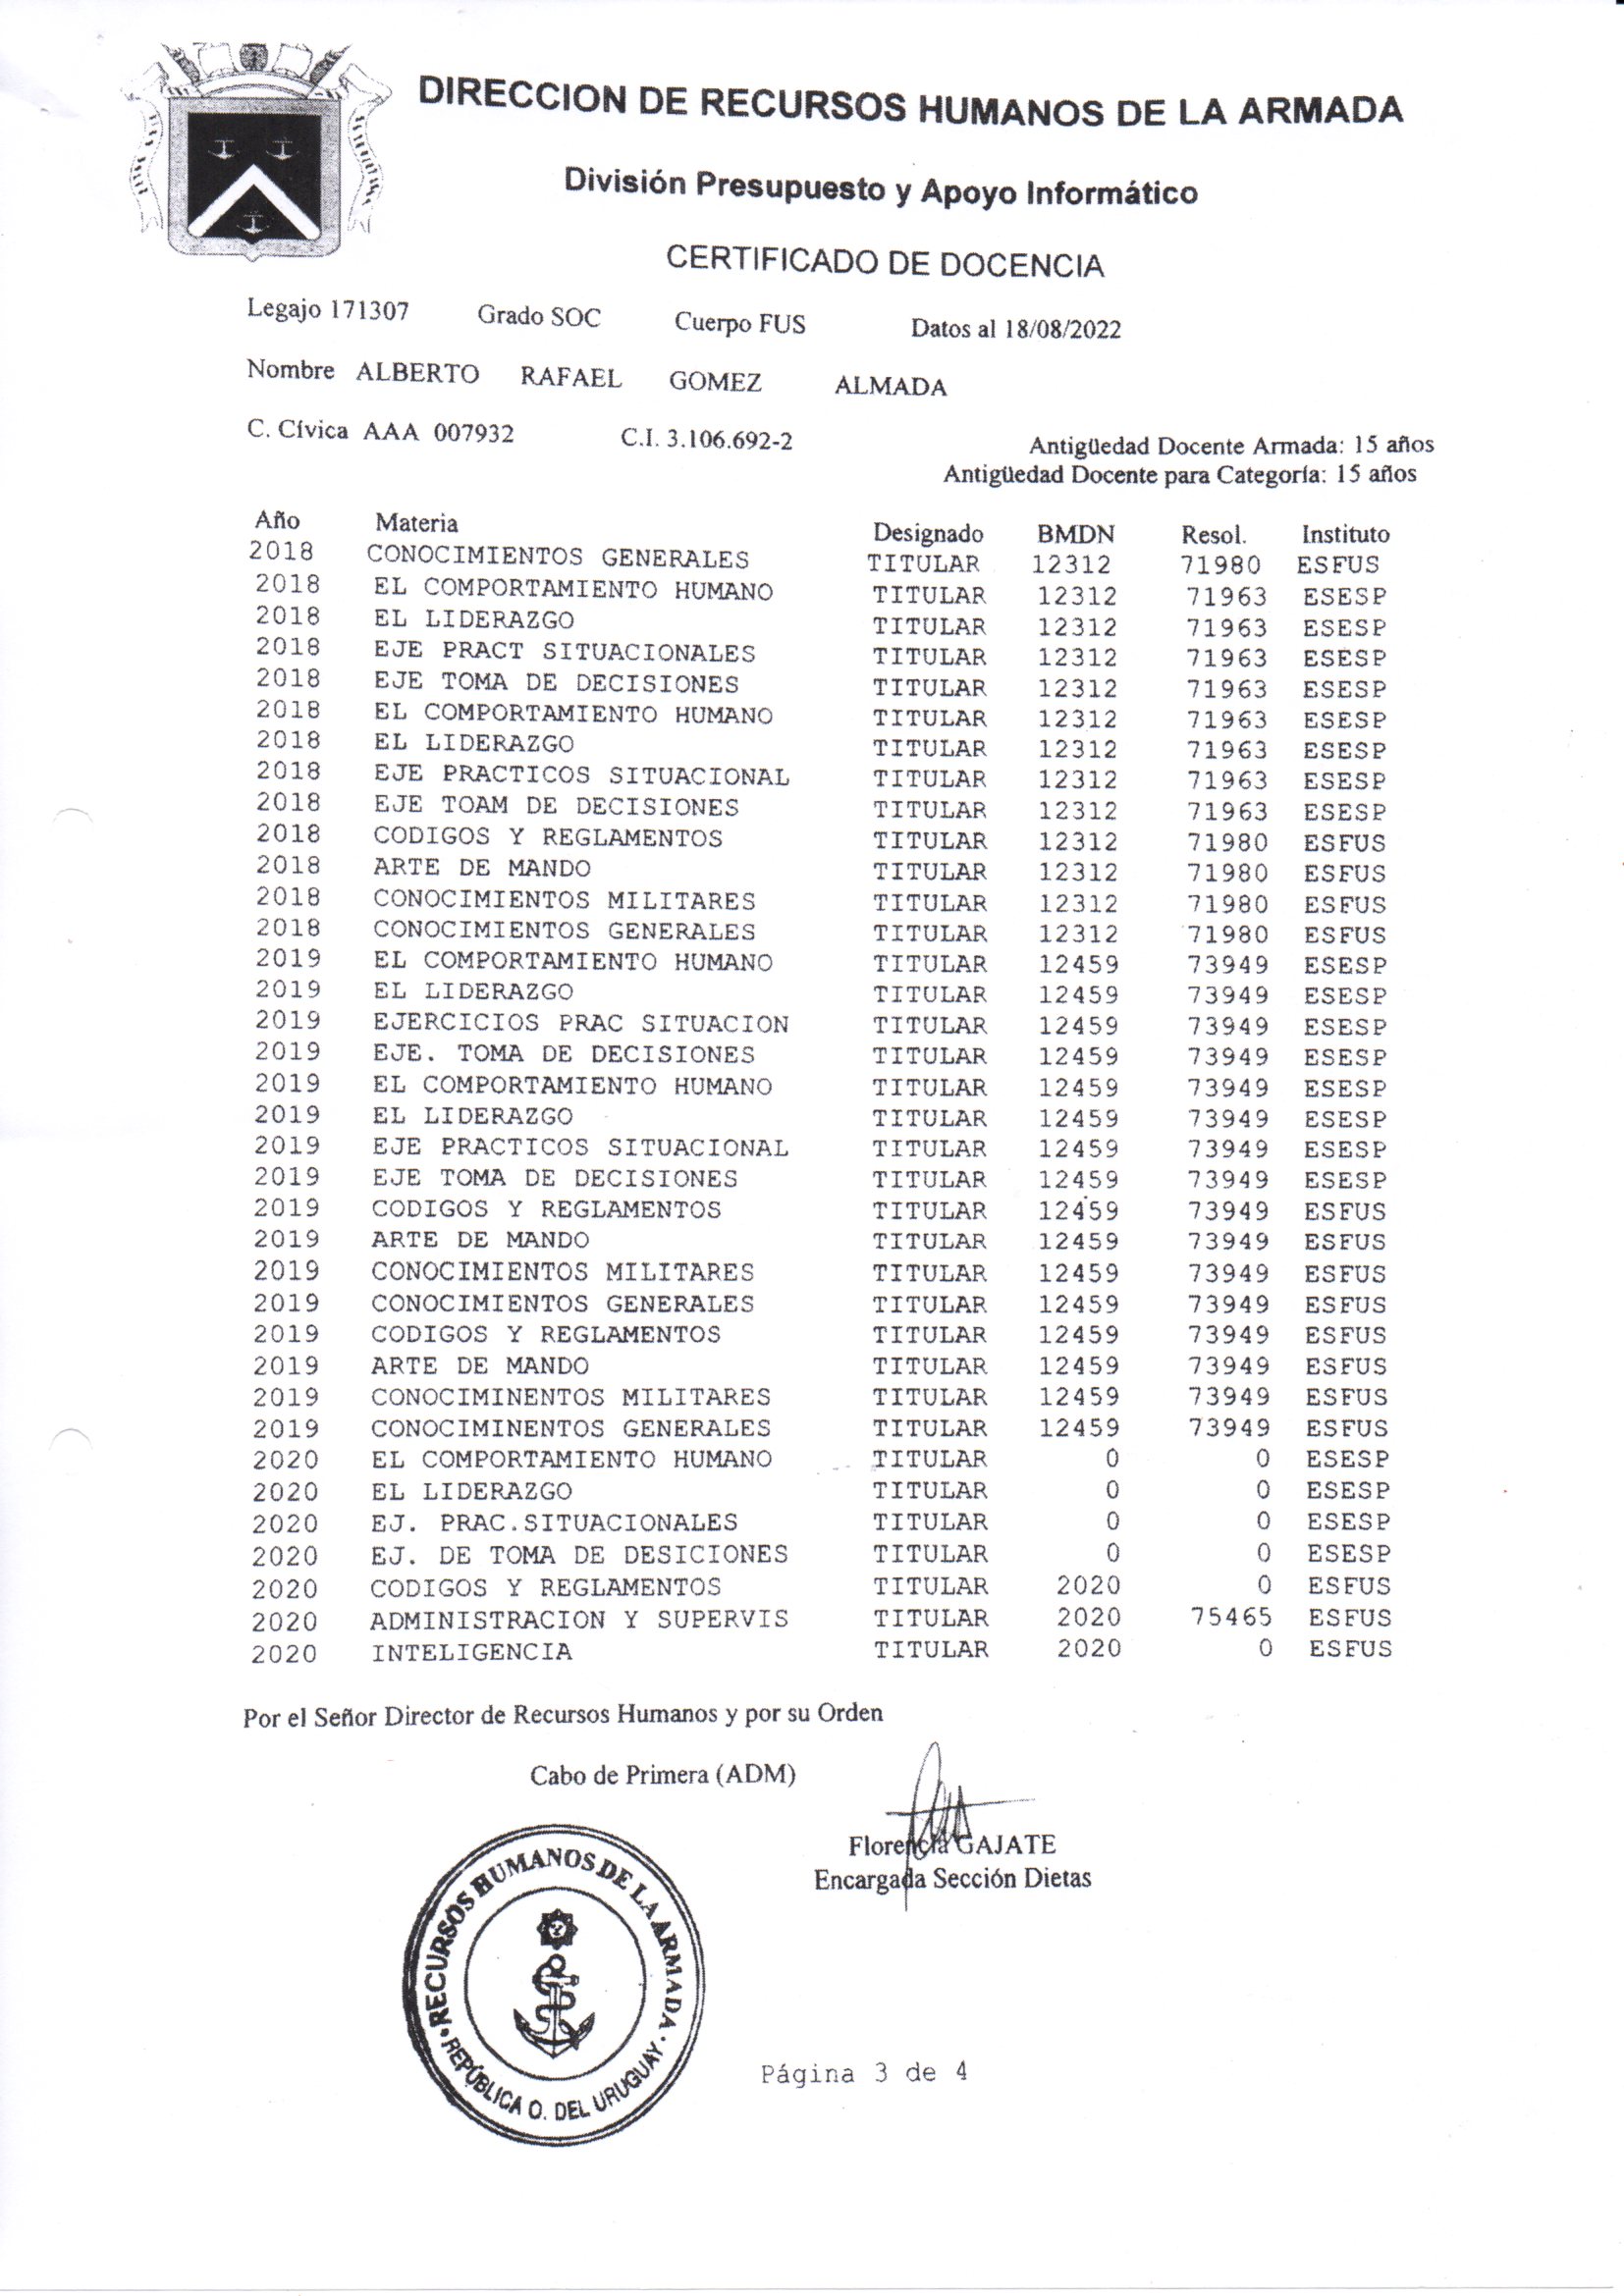 DIRECCION DE RECURSOS HUMANOS DE LA ARMADA
División Presupuesto y Apoyo Informático
CERTIFICADO DE DOCENCIA
Legajo 171307 Grado SOC Cuerpo FUS Datos al 18/08/2022
Nombre ALBERTO RAFAEL GOMEZ ALMADA
C. Cívica AAA 007932 C.I. 3.106.692-2
Antigüedad Docente Armada: 15 años
Antigüedad Docente para Categoría: 15 años
Año Materia Designado BMDN Resol. Instituto
2018 CONOCIMIENTOS GENERALES TITULAR 12312 71980 ESFUS
2018 EL COMPORTAMIENTO HUMANO TITULAR 12312 71963 ESESP
2018 EL LIDERAZGO TITULAR 12312 71963 ESESP
2018 EJE PRACT SITUACIONALES TITULAR 12312 71963 ESESP
2018 EJE TOMA DE DECISIONES TITULAR 12312 71963 ESESP
2018 EL COMPORTAMIENTO HUMANO TITULAR 12312 71963 ESESP
2018 EL LIDERAZGO TITULAR 12312 71963 ESESP
2018 EJE PRACTICOS SITUACIONAL TITULAR 12312 71963 ESESP
2018 EJE TOAM DE DECISIONES TITULAR 12312 71963 ESESP
2018 CODIGOS Y REGLAMENTOS TITULAR 12312 71980 ESFUS
2018 ARTE DE MANDO TITULAR 12312 71980 ESFUS
2018 CONOCIMIENTOS MILITARES TITULAR 12312 71980 ESFUS
2018 CONOCIMIENTOS GENERALES TITULAR 12312 71980 ESFUS
2019 EL COMPORTAMIENTO HUMANO TITULAR 12459 73949 ESESP
2019 EL LIDERAZGO TITULAR 12459 73949 ESESP
2019 EJERCICIOS PRAC SITUACION TITULAR 12459 73949 ESESP
2019 EJE. TOMA DE DECISIONES TITULAR 12459 73949 ESESP
2019 EL COMPORTAMIENTO HUMANO TITULAR 12459 73949 ESESP
2019 EL LIDERAZGO TITULAR 12459 73949 ESESP
2019 EJE PRACTICOS SITUACIONAL TITULAR 12459 73949 ESESP
2019 EJE TOMA DE DECISIONES TITULAR 12459 73949 ESESP
2019 CODIGOS Y REGLAMENTOS TITULAR 12459 73949 ESFUS
2019 ARTE DE MANDO TITULAR 12459 73949 ESFUS
2019 CONOCIMIENTOS MILITARES TITULAR 12459 73949 ESFUS
2019 CONOCIMIENTOS GENERALES TITULAR 12459 73949 ESFUS
2019 CODIGOS Y REGLAMENTOS TITULAR 12459 73949 ESFUS
2019 ARTE DE MANDO TITULAR 12459 73949 ESFUS
2019 CONOCIMINENTOS MILITARES TITULAR 12459 73949 ESFUS
2019 CONOCIMINENTOS GENERALES TITULAR 12459 73949 ESFUS
2020 EL COMPORTAMIENTO HUMANO TITULAR 0 0 ESESP
2020 EL LIDERAZGO TITULAR 0 0 ESESP
2020 EJ. PRAC.SITUACIONALES TITULAR 0 0 ESESP
2020 EJ. DE TOMA DE DESICIONES TITULAR 0 0 ESESP
2020 CODIGOS Y REGLAMENTOS TITULAR 2020 0 ESFUS
2020 ADMINISTRACION Y SUPERVIS TITULAR 2020 75465 ESFUS
2020 INTELIGENCIA TITULAR 2020 0 ESFUS
Por el Señor Director de Recursos Humanos y por su Orden
Cabo de Primera (ADM)
Florencia GAJATE
Encargada Sección Dietas
RECURSOS HUMANOS DE LA ARMADA
REPÚBLICA O. DEL URUGUAY
Página 3 de 4